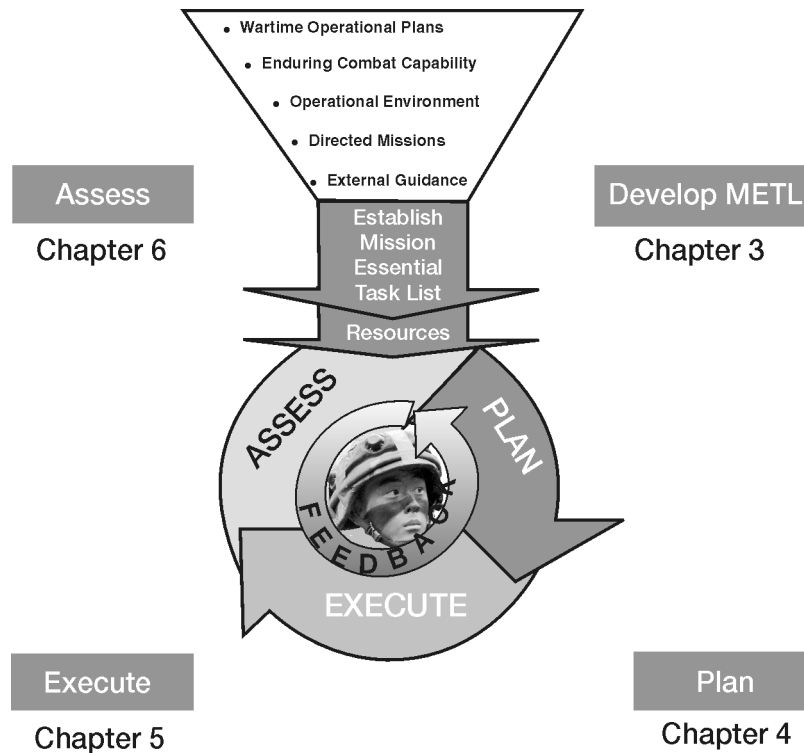 • Wartime Operational Plans
• Enduring Combat Capability
• Operational Environment
• Directed Missions
• External Guidance
Assess
Chapter 6
Develop METL
Chapter 3
Establish
Mission
Essential
Task List
Resources
ASSESS
PLAN
FEEDBACK
EXECUTE
Execute
Chapter 5
Plan
Chapter 4